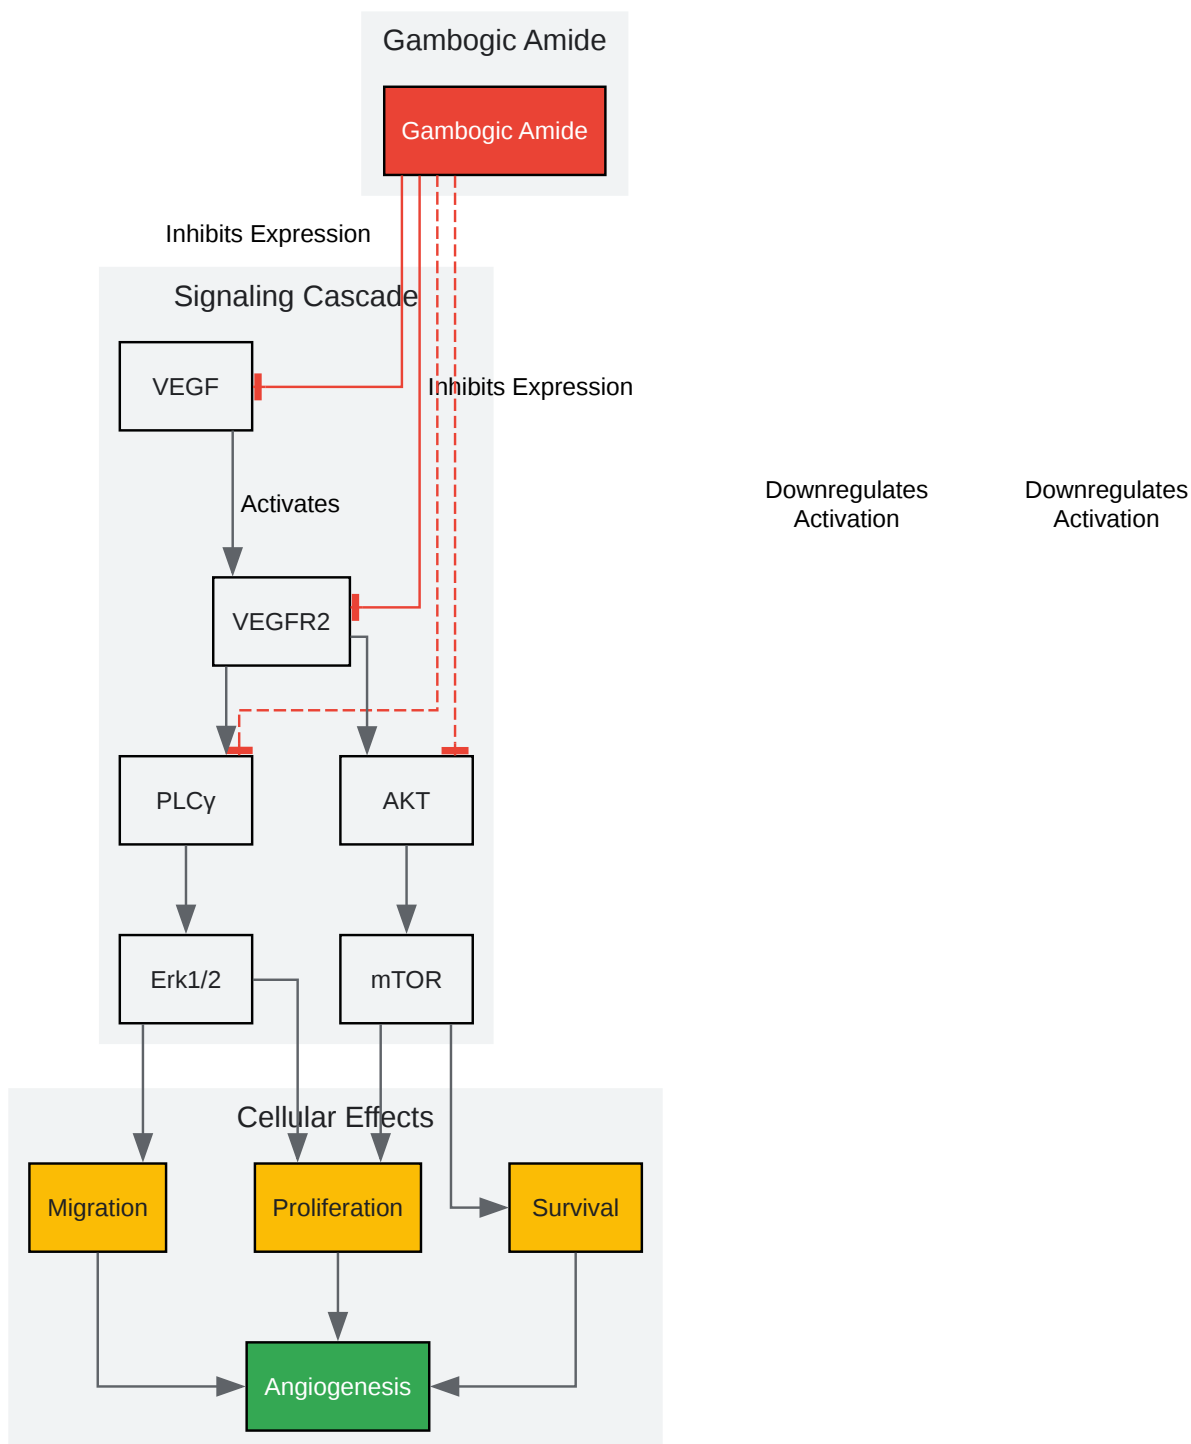 Gambogic Amide
Gambogic Amide
Inhibits Expression
Signaling Cascade
VEGF
Inhibits Expression
Activates
Downregulates
Activation
Downregulates
Activation
VEGFR2
PLCγ
AKT
Erk1/2
mTOR
Cellular Effects
Migration
Proliferation
Survival
Angiogenesis